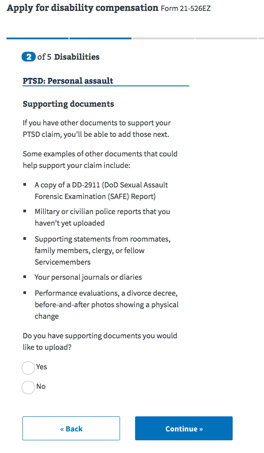 Apply for disability compensation Form 21-526EZ
2 of 5 Disabilities
PTSD: Personal assault
Supporting documents
If you have other documents to support your
PTSD claim, you'll be able to add those next.
Some examples of other documents that could
help support your claim include:
▪ A copy of a DD-2911 (DoD Sexual Assault
Forensic Examination (SAFE) Report)
▪ Military or civilian police reports that you
haven't yet uploaded
▪ Supporting statements from roommates,
family members, clergy, or fellow
Servicemembers
▪ Your personal journals or diaries
▪ Performance evaluations, a divorce decree,
before-and-after photos showing a physical
change
Do you have supporting documents you would
like to upload?
Yes
No
« Back
Continue »